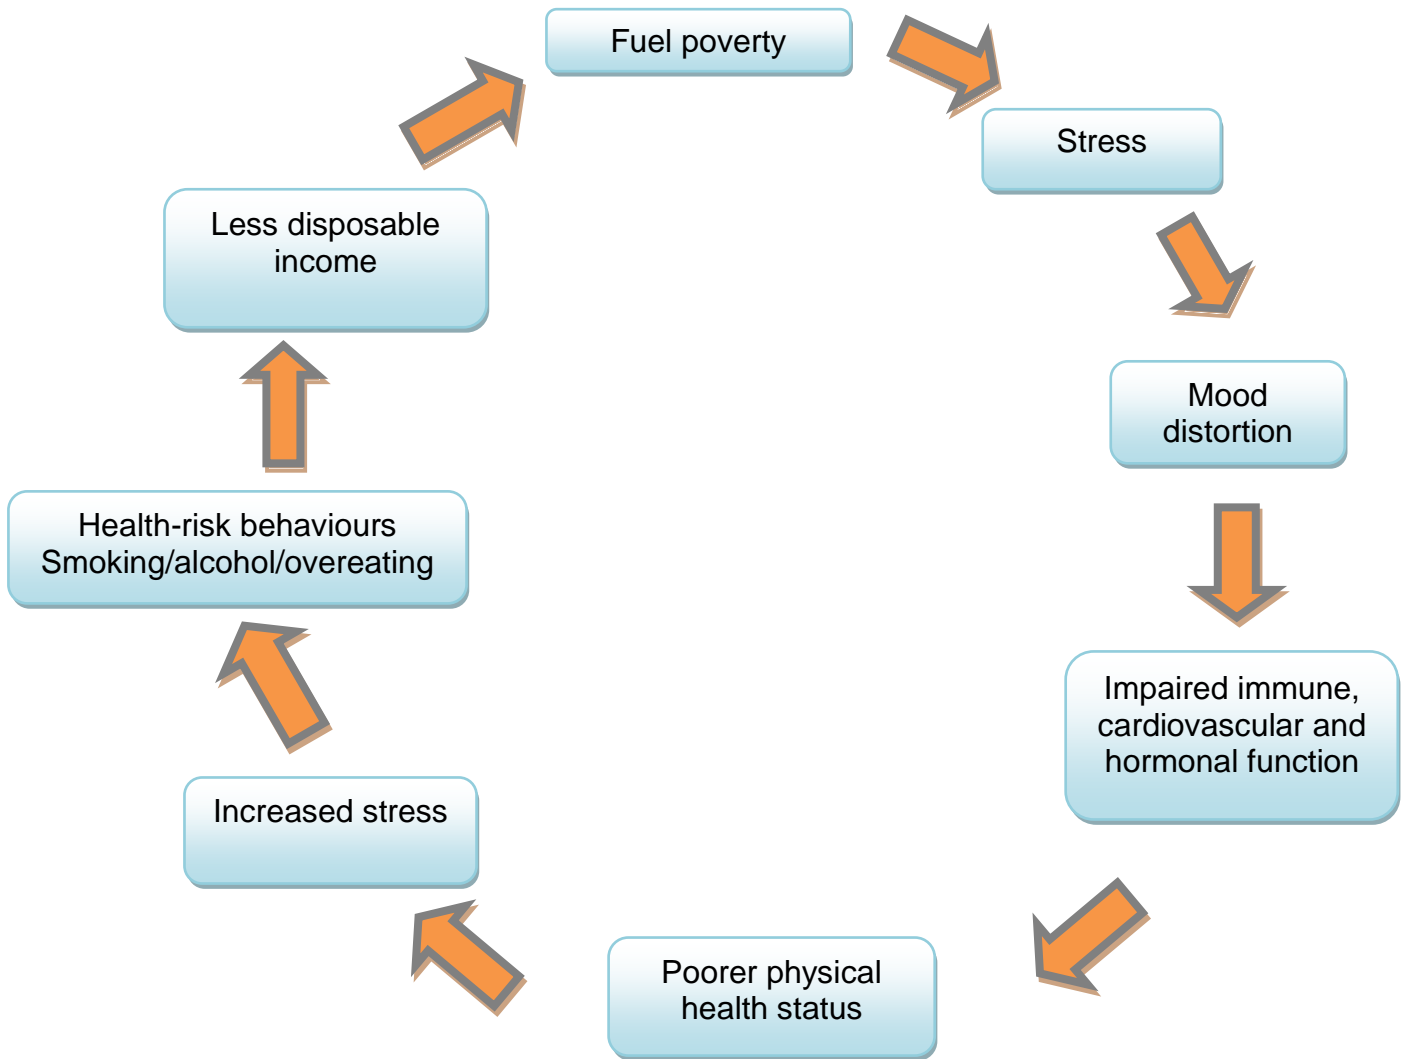 Fuel poverty
Stress
Mood
distortion
Impaired immune,
cardiovascular and
hormonal function
Poorer physical
health status
Increased stress
Health-risk behaviours
Smoking/alcohol/overeating
Less disposable
income